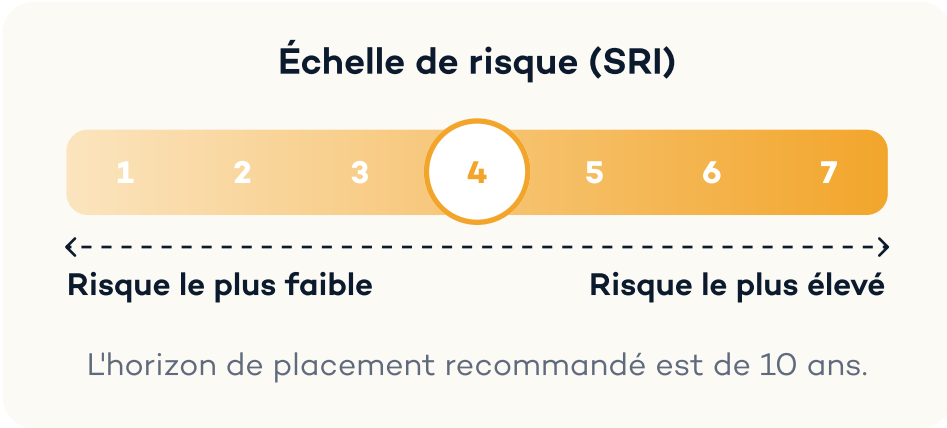 Échelle de risque (SRI)
1 2 3 4 5 6 7
Risque le plus faible Risque le plus élevé
L'horizon de placement recommandé est de 10 ans.